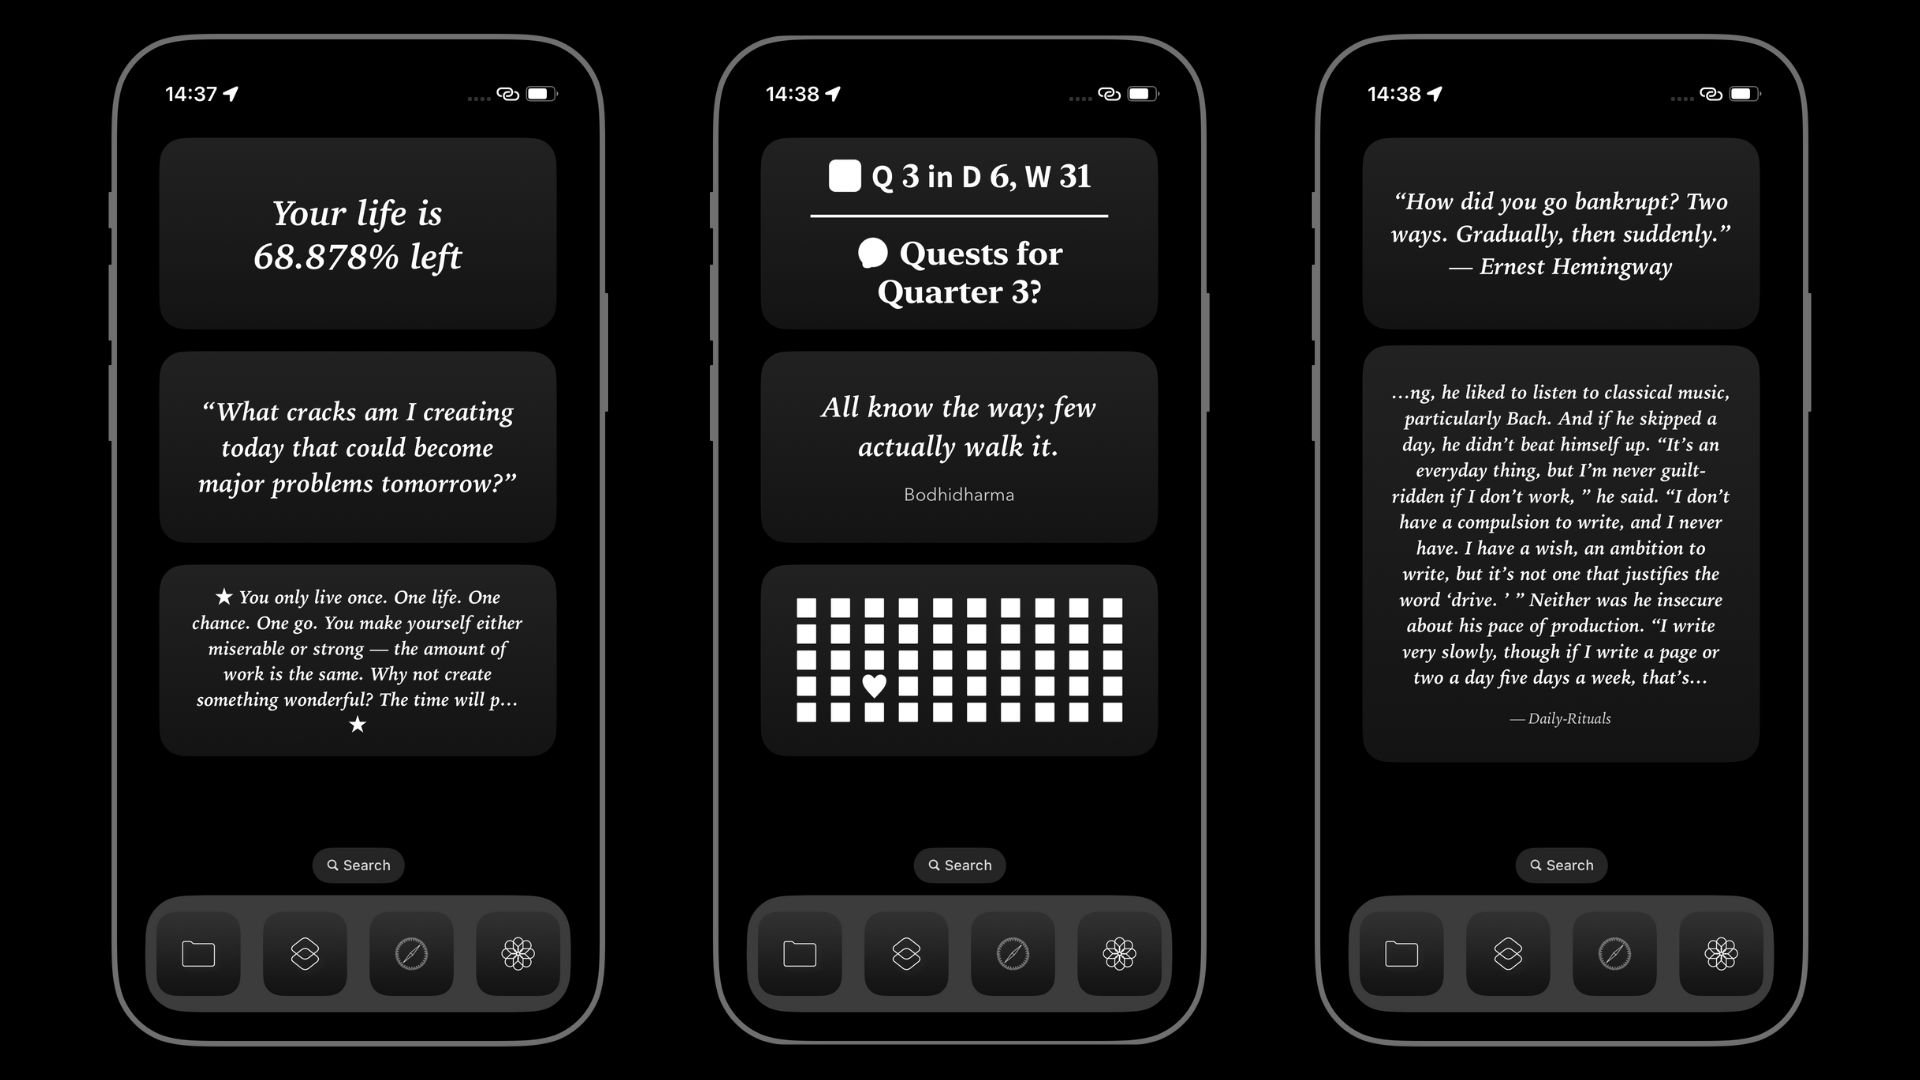 14:37
Your life is
68.878% left
“What cracks am I creating
today that could become
major problems tomorrow?”
★ You only live once. One life. One
chance. One go. You make yourself either
miserable or strong — the amount of
work is the same. Why not create
something wonderful? The time will p…
★
Search
14:38
Q 3 in D 6, W 31
Quests for
Quarter 3?
All know the way; few
actually walk it.
Bodhidharma
Search
14:38
“How did you go bankrupt? Two
ways. Gradually, then suddenly.”
— Ernest Hemingway
…ng, he liked to listen to classical music,
particularly Bach. And if he skipped a
day, he didn’t beat himself up. “It’s an
everyday thing, but I’m never guilt-
ridden if I don’t work, ” he said. “I don’t
have a compulsion to write, and I never
have. I have a wish, an ambition to
write, but it’s not one that justifies the
word ‘drive. ’ ” Neither was he insecure
about his pace of production. “I write
very slowly, though if I write a page or
two a day five days a week, that’s…
— Daily-Rituals
Search